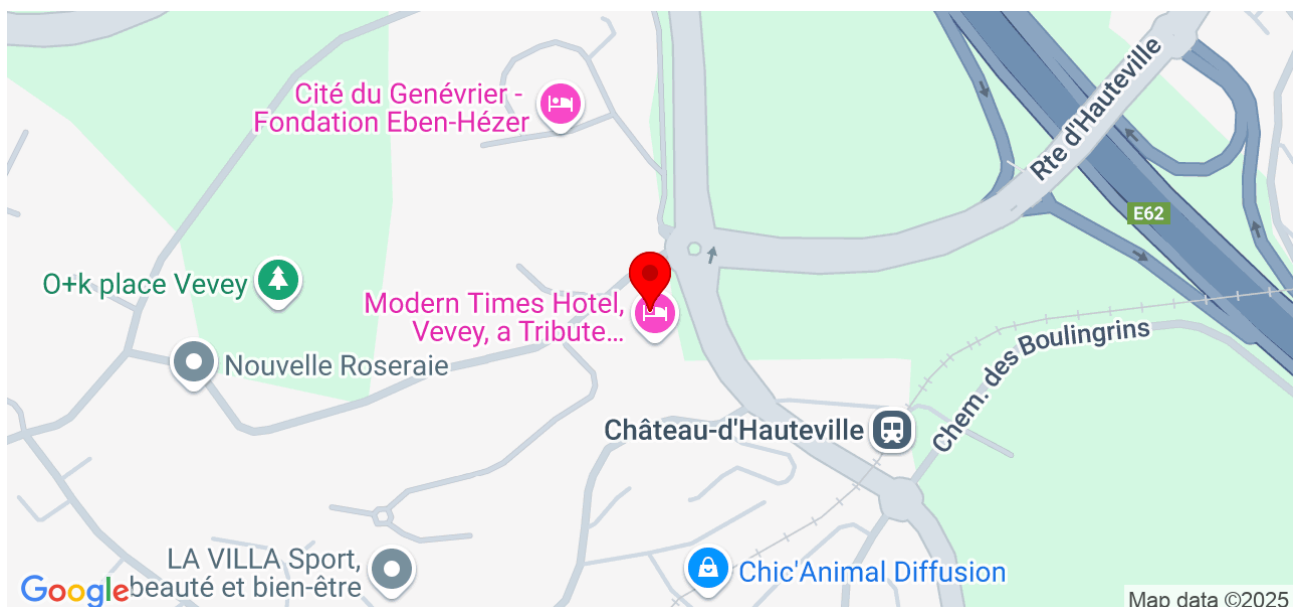 Cité du Genévrier -
Fondation Eben-Hézer
Rte d'Hauteville
E62
O+k place Vevey
Modern Times Hotel,
Vevey, a Tribute...
Nouvelle Roseraie
Chem. des Boulingrins
Château-d'Hauteville
LA VILLA Sport,
beauté et bien-être
Chic'Animal Diffusion
Google
Map data ©2025